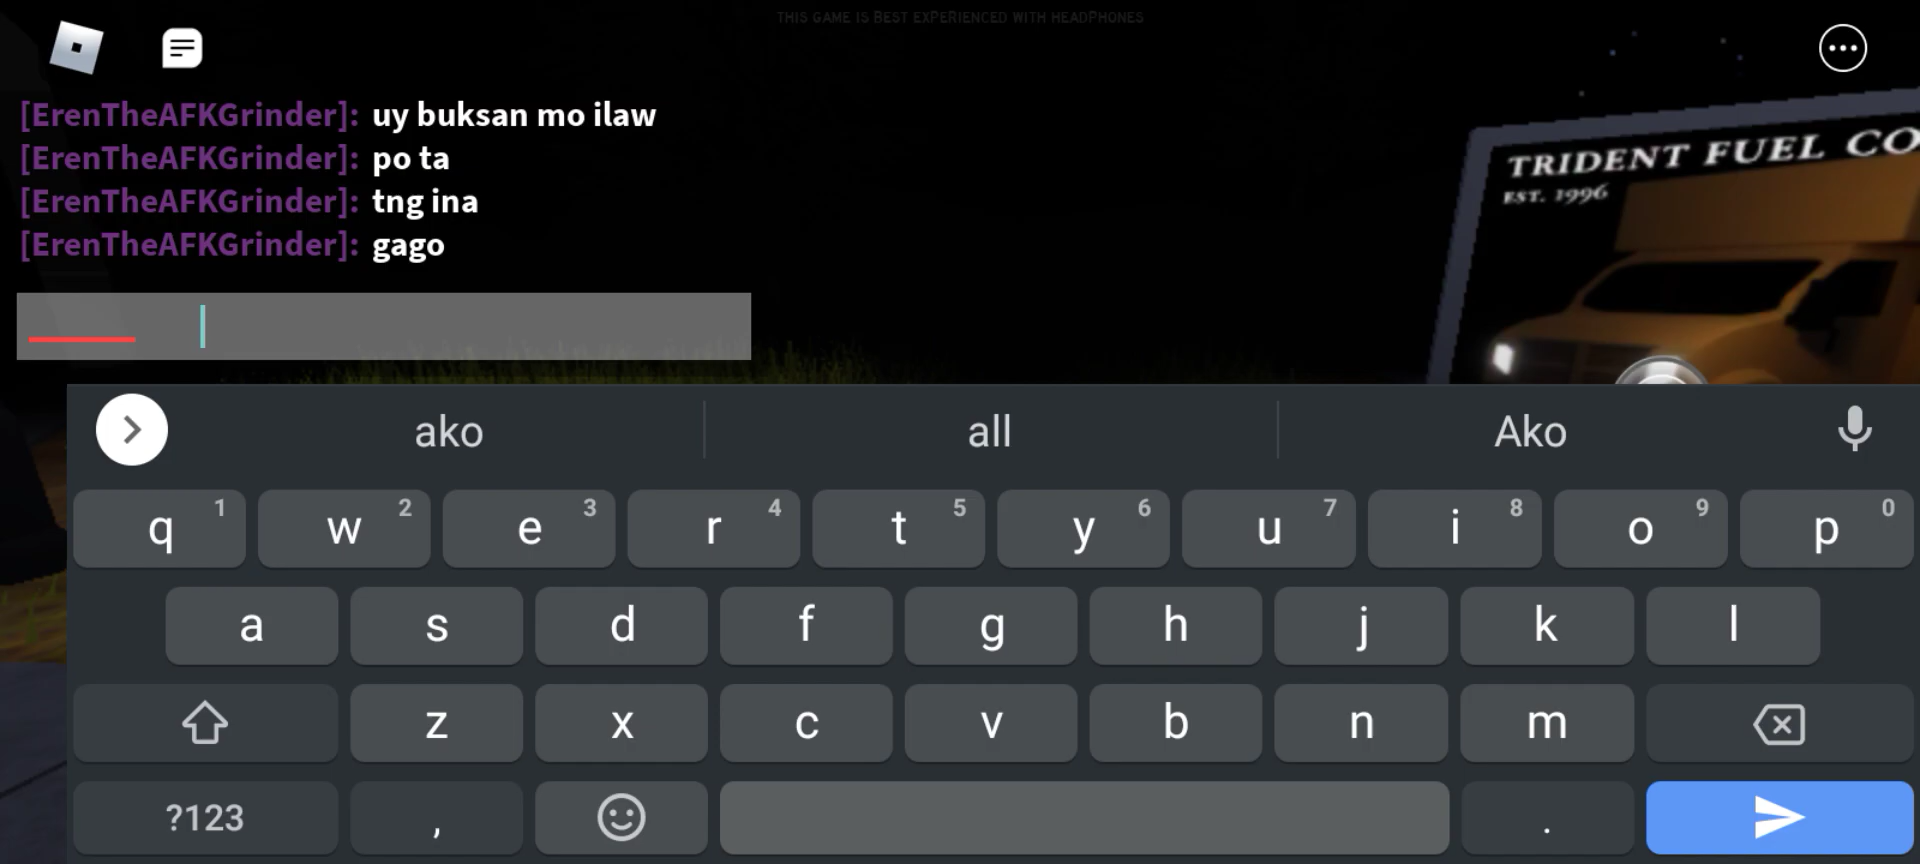 THIS GAME IS BEST EXPERIENCED WITH HEADPHONES
[ErenTheAFKGrinder]: uy buksan mo ilaw
[ErenTheAFKGrinder]: po ta
[ErenTheAFKGrinder]: tng ina
[ErenTheAFKGrinder]: gago
TRIDENT FUEL CO
EST. 1996
ako all Ako
q 1 w 2 e 3 r 4 t 5 y 6 u 7 i 8 o 9 p 0
a s d f g h j k l
z x c v b n m
?123 , .